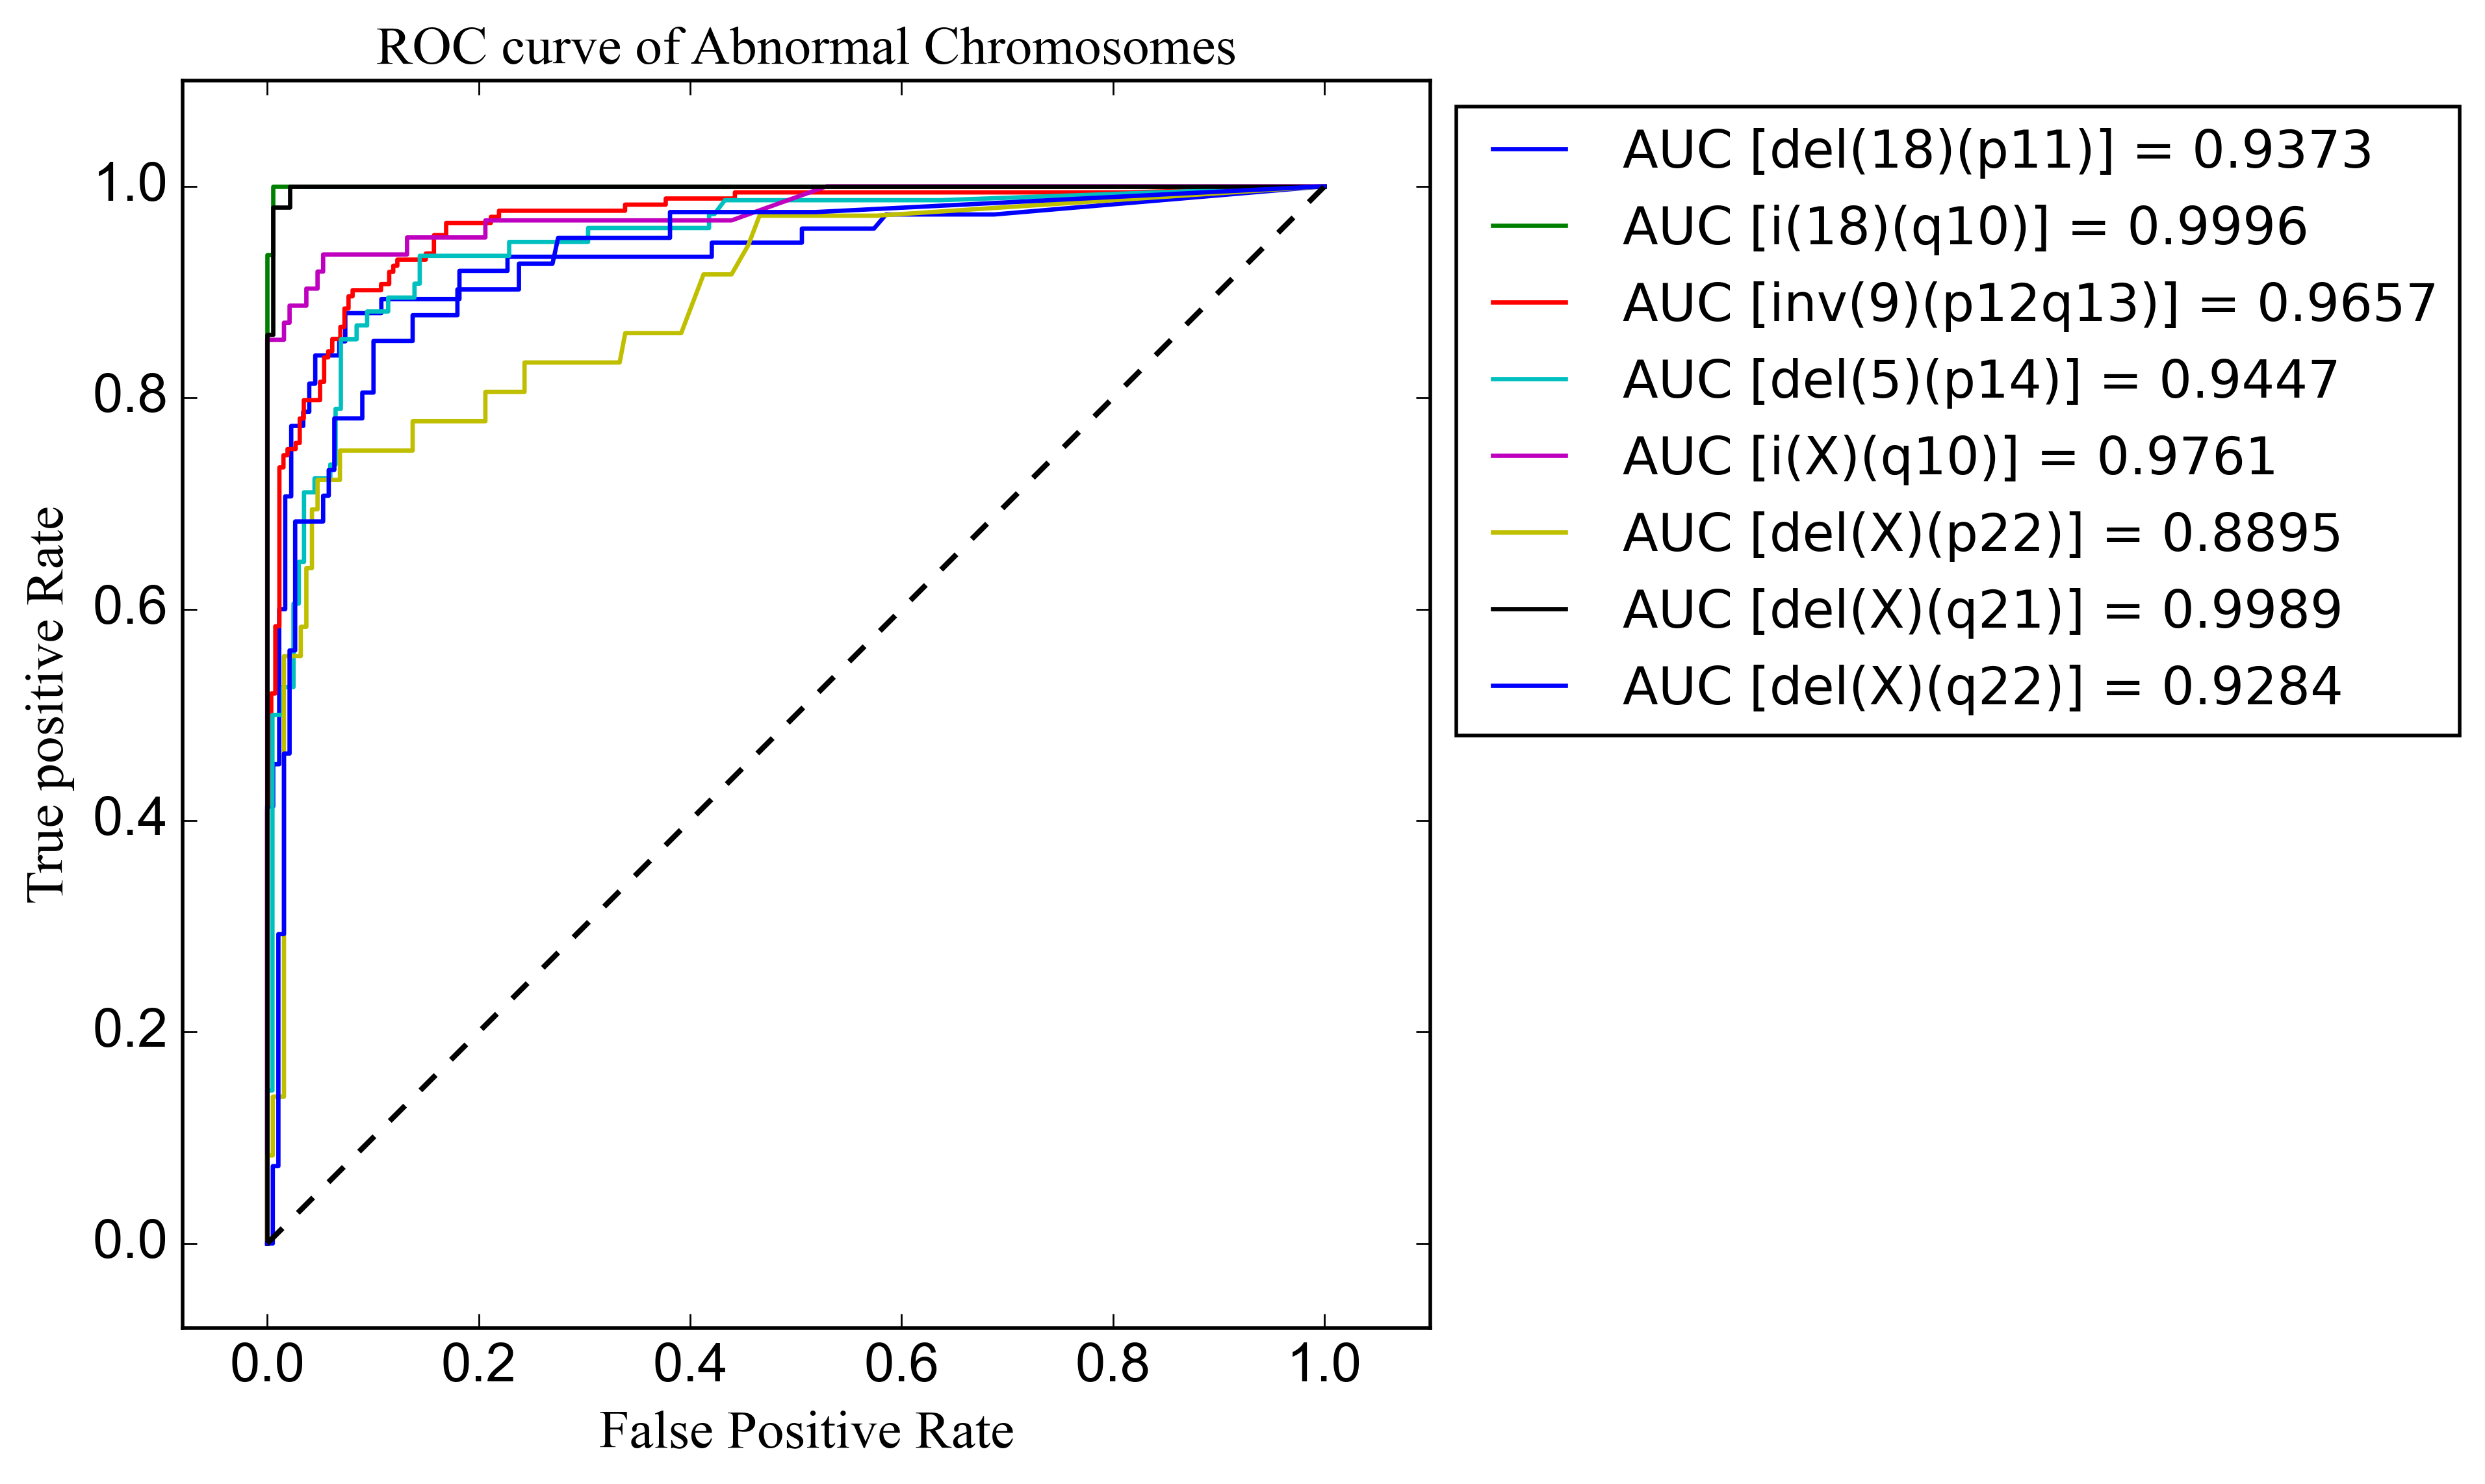 ROC curve of Abnormal Chromosomes
AUC [del(18)(p11)] = 0.9373
AUC [i(18)(q10)] = 0.9996
AUC [inv(9)(p12q13)] = 0.9657
AUC [del(5)(p14)] = 0.9447
AUC [i(X)(q10)] = 0.9761
AUC [del(X)(p22)] = 0.8895
AUC [del(X)(q21)] = 0.9989
AUC [del(X)(q22)] = 0.9284
True positive Rate
1.0
0.8
0.6
0.4
0.2
0.0
0.0 0.2 0.4 0.6 0.8 1.0
False Positive Rate